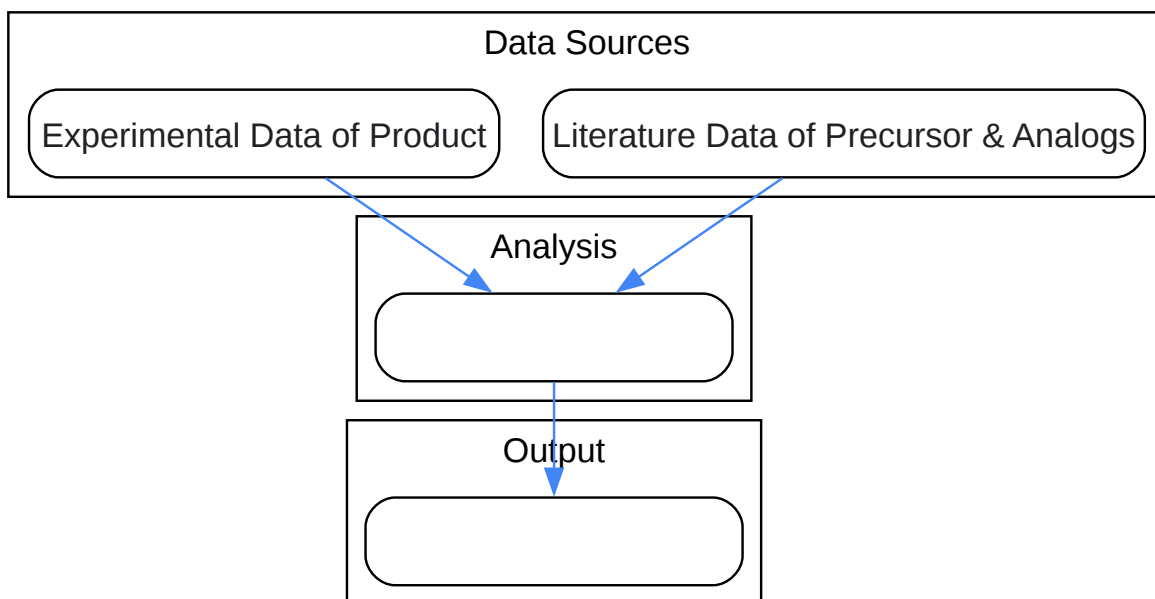 Data Sources
Experimental Data of Product
Literature Data of Precursor & Analogs
Analysis
Output